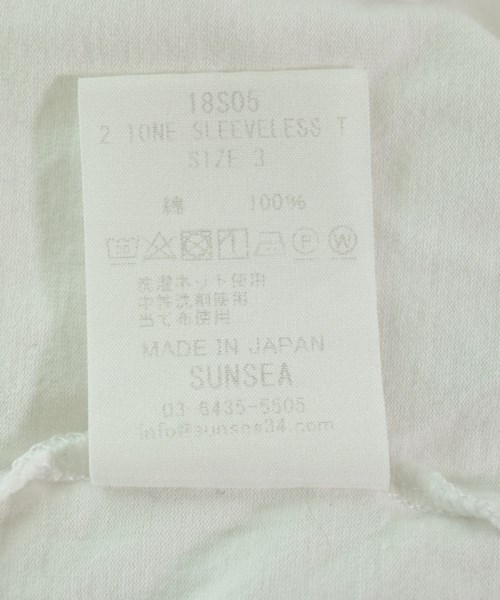 18S05
2 TONE SLEEVELESS T
SIZE 3
綿 100%
P W
洗濯ネット使用
中性洗剤使用
当て布使用
MADE IN JAPAN
SUNSEA
03 6435-5505
info@sunsea34.com